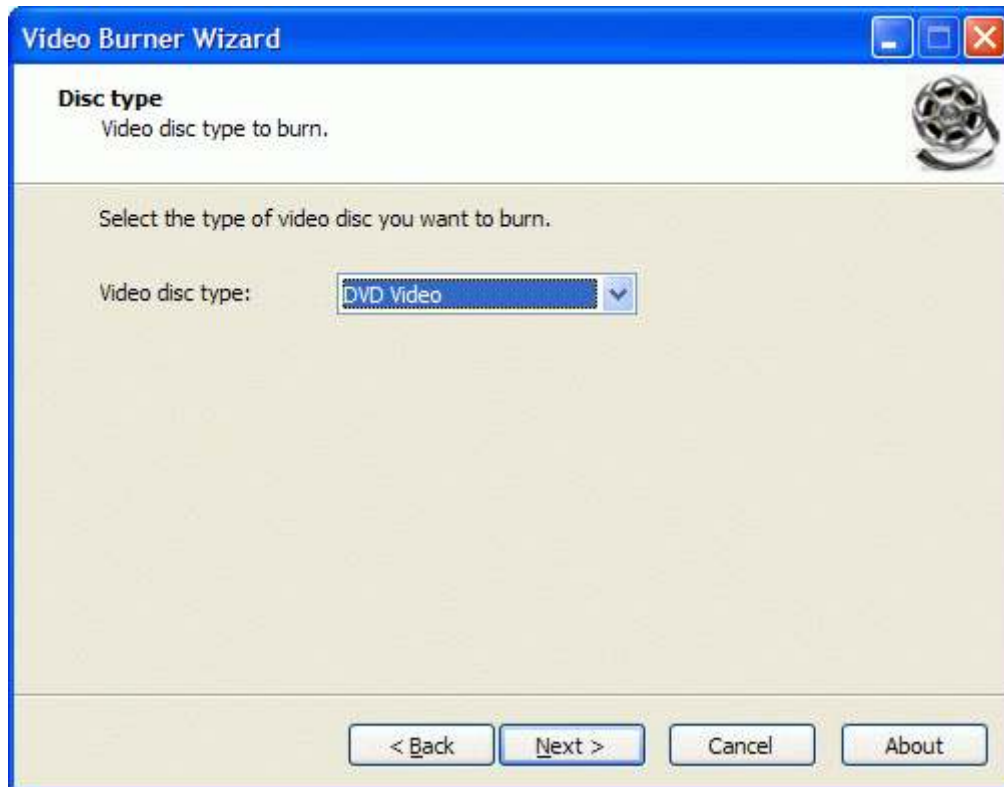 Video Burner Wizard
Disc type
Video disc type to burn.
Select the type of video disc you want to burn.
Video disc type: DVD Video
< Back Next > Cancel About